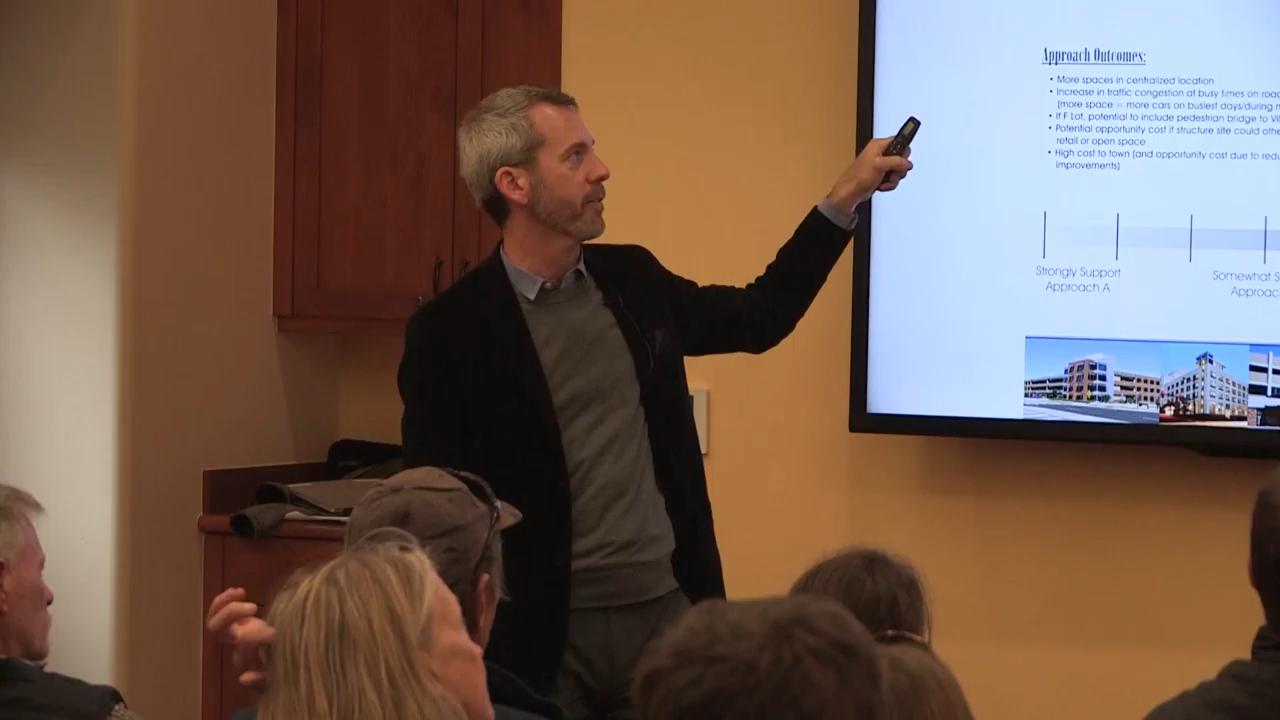 Approach Outcomes:
• More spaces in centralized location
• Increase in traffic congestion at busy times on
(more space = more cars on busiest days/during
• If F Lot, potential to include pedestrian bridge to
• Potential opportunity cost if structure site could
retail or open space
• High cost to town (and opportunity cost due to
improvements)
Strongly Support
Approach A
Somewhat